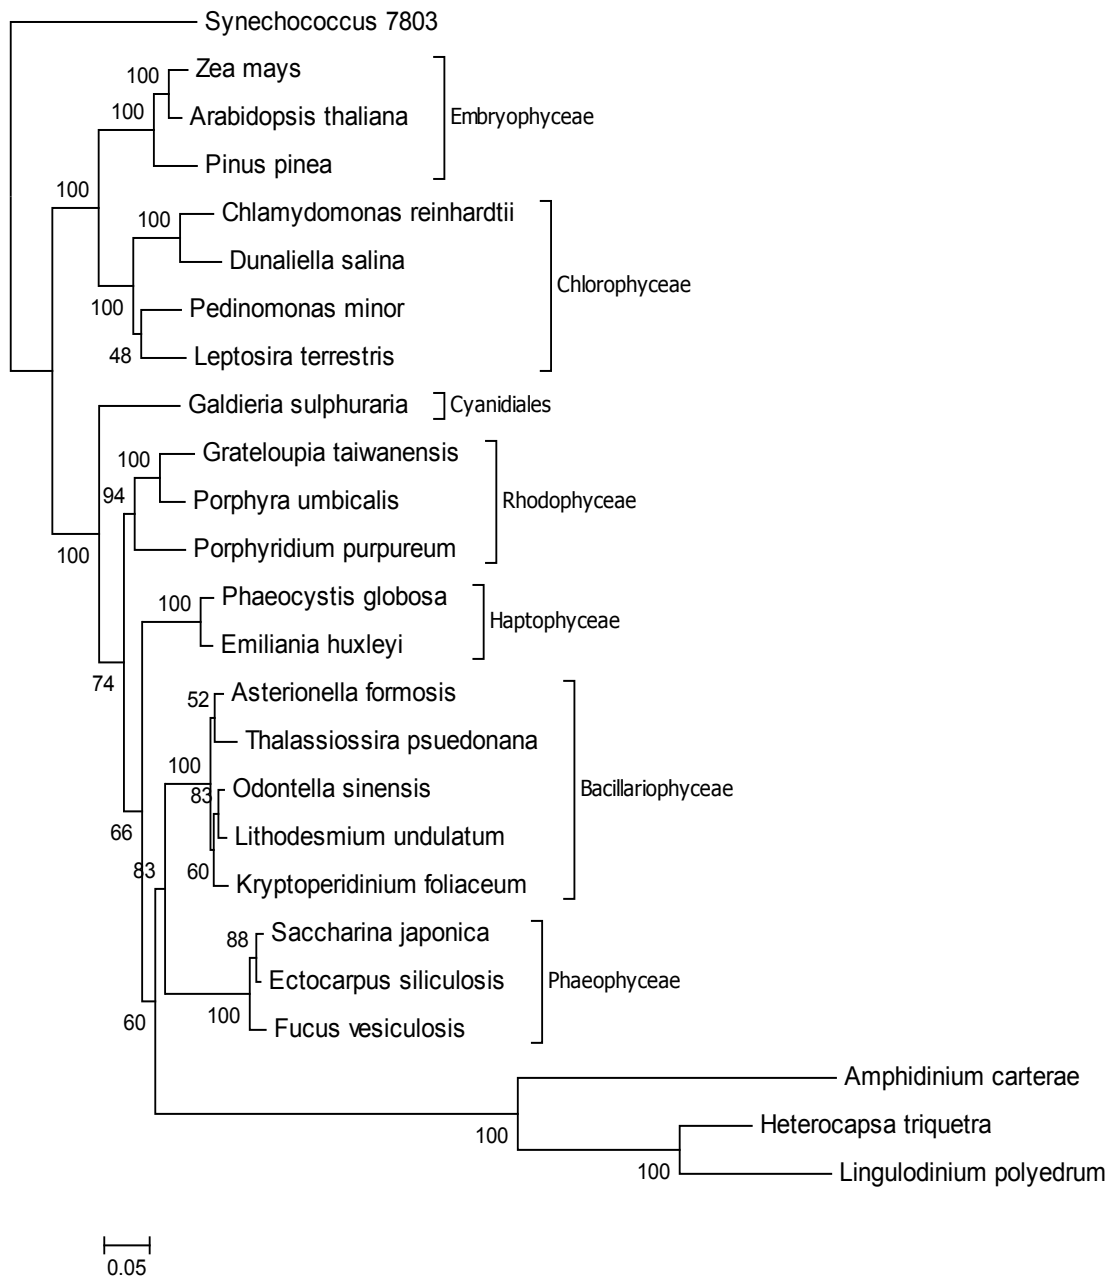 Synechococcus 7803
Zea mays
100
Arabidopsis thaliana
100
Embryophyceae
Pinus pinea
100
Chlamydomonas reinhardtii
100
Dunaliella salina
Chlorophyceae
Pedinomonas minor
100
Leptosira terrestris
48
Galdieria sulphuraria
Cyanidiales
Grateloupia taiwanensis
100
Porphyra umbicalis
94
Rhodophyceae
Porphyridium purpureum
100
Phaeocystis globosa
100
Haptophyceae
Emiliania huxleyi
74
Asterionella formosis
52
Thalassiossira psuedonana
100
Odontella sinensis
83
Bacillariophyceae
Lithodesmium undulatum
66
83
60
Kryptoperidinium foliaceum
Saccharina japonica
88
Ectocarpus siliculosis
Phaeophyceae
100
Fucus vesiculosis
60
Amphidinium carterae
Heterocapsa triquetra
100
Lingulodinium polyedrum
100
0.05